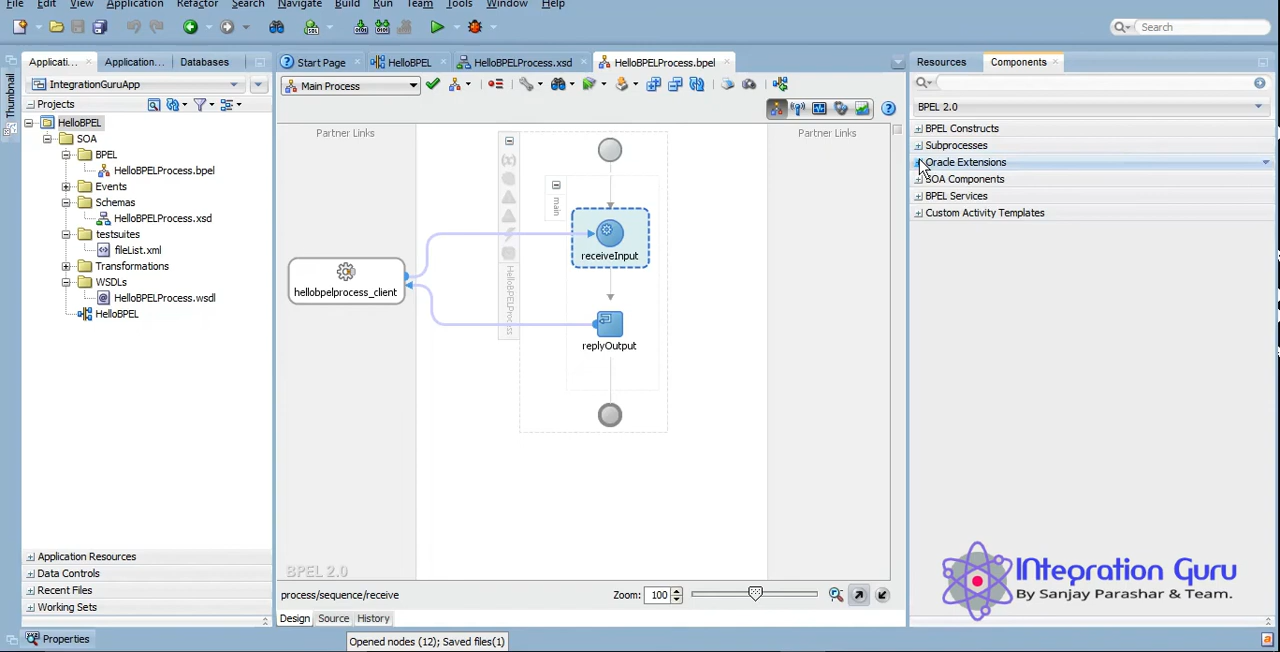 File Edit View Application Refactor Search Navigate Build Run Team Tools Window Help
Search
Applicati... Application... Databases
Start Page HelloBPEL HelloBPELProcess.xsd HelloBPELProcess.bpel
Resources Components
Thumbnail
IntegrationGuruApp
Main Process
Projects
BPEL 2.0
HelloBPEL
SOA
BPEL
HelloBPELProcess.bpel
Events
Schemas
HelloBPELProcess.xsd
testsuites
fileList.xml
Transformations
WSDLs
HelloBPELProcess.wsdl
HelloBPEL
Partner Links
Partner Links
main
receiveInput
hellobpelprocess_client
HelloBPELProcess
replyOutput
BPEL Constructs
Subprocesses
Oracle Extensions
SOA Components
BPEL Services
Custom Activity Templates
Application Resources
Data Controls
Recent Files
Working Sets
BPEL 2.0
process/sequence/receive
Zoom: 100
Design Source History
Properties
Opened nodes (12); Saved files(1)
INtegration Guru
By Sanjay Parashar & Team.